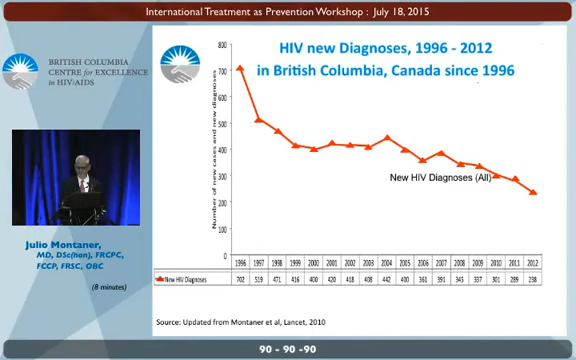 International Treatment as Prevention Workshop : July 18, 2015
BRITISH COLUMBIA
CENTRE for EXCELLENCE
in HIV/AIDS
Julio Montaner,
MD, DSc(hon), FRCPC,
FCCP, FRSC, OBC
(8 minutes)
HIV new Diagnoses, 1996 - 2012
in British Columbia, Canada since 1996
Number of new cases and new diagnoses
800
700
600
500
400
300
200
100
0
New HIV Diagnoses (All)
1996 1997 1998 1999 2000 2001 2002 2003 2004 2005 2006 2007 2008 2009 2010 2011 2012
New HIV Diagnoses 702 519 471 416 400 420 418 408 442 400 361 391 345 337 301 289 238
Source: Updated from Montaner et al, Lancet, 2010
90 - 90 -90